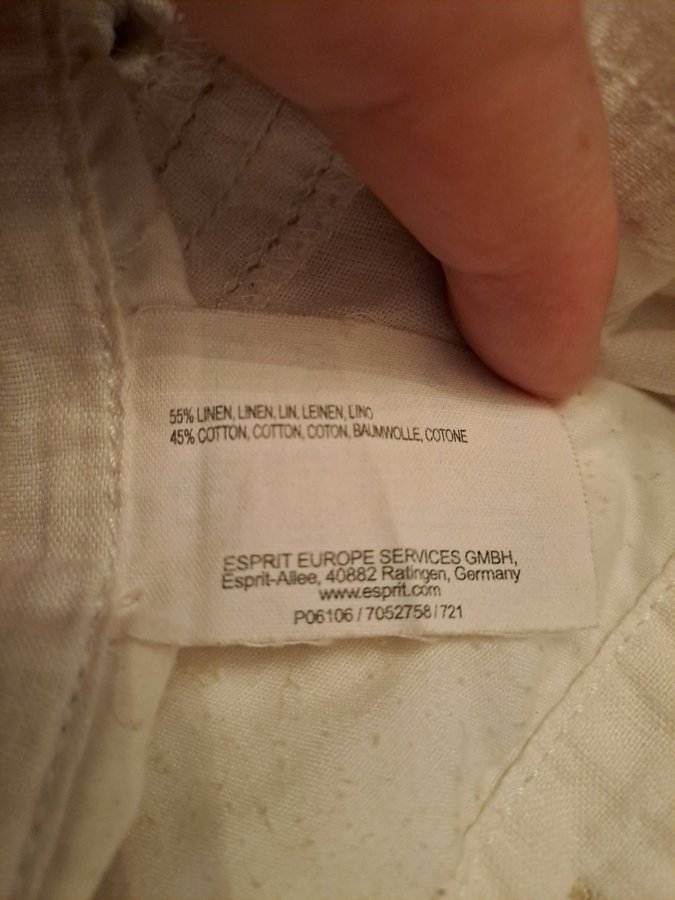 55% LINEN, LINEN, LIN, LEINEN, LINO
45% COTTON, COTTON, COTON, BAUMWOLLE, COTONE
ESPRIT EUROPE SERVICES GMBH,
Esprit-Allee, 40882 Ratingen, Germany
www.esprit.com
P06106 / 7052758 / 721